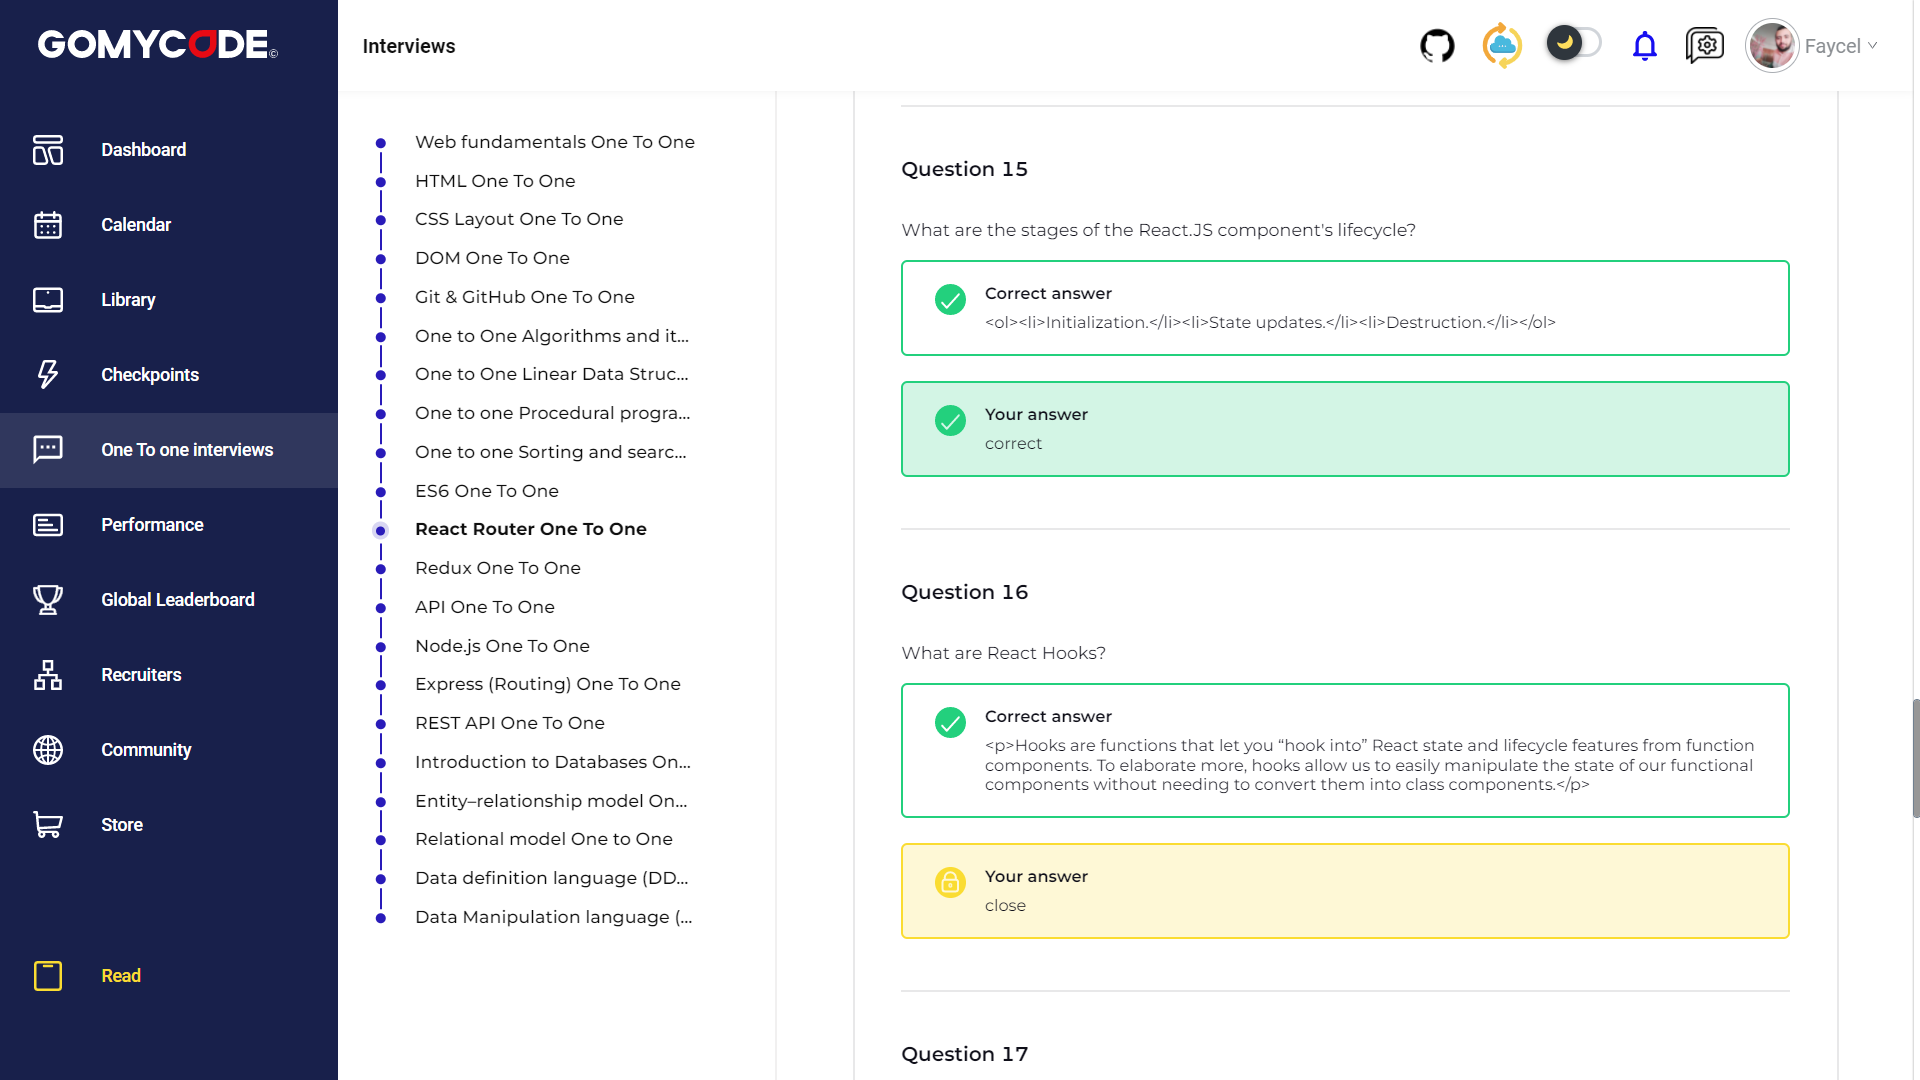 GOMYCODE©
Interviews
Faycel
Dashboard
Calendar
Library
Checkpoints
One To one interviews
Performance
Global Leaderboard
Recruiters
Community
Store
Read
Web fundamentals One To One
HTML One To One
CSS Layout One To One
DOM One To One
Git & GitHub One To One
One to One Algorithms and it...
One to One Linear Data Struc...
One to one Procedural progra...
One to one Sorting and searc...
ES6 One To One
React Router One To One
Redux One To One
API One To One
Node.js One To One
Express (Routing) One To One
REST API One To One
Introduction to Databases On...
Entity–relationship model On...
Relational model One to One
Data definition language (DD...
Data Manipulation language (...
Question 15
What are the stages of the React.JS component's lifecycle?
Correct answer
<ol><li>Initialization.</li><li>State updates.</li><li>Destruction.</li></ol>
Your answer
correct
Question 16
What are React Hooks?
Correct answer
<p>Hooks are functions that let you “hook into” React state and lifecycle features from function
components. To elaborate more, hooks allow us to easily manipulate the state of our functional
components without needing to convert them into class components.</p>
Your answer
close
Question 17